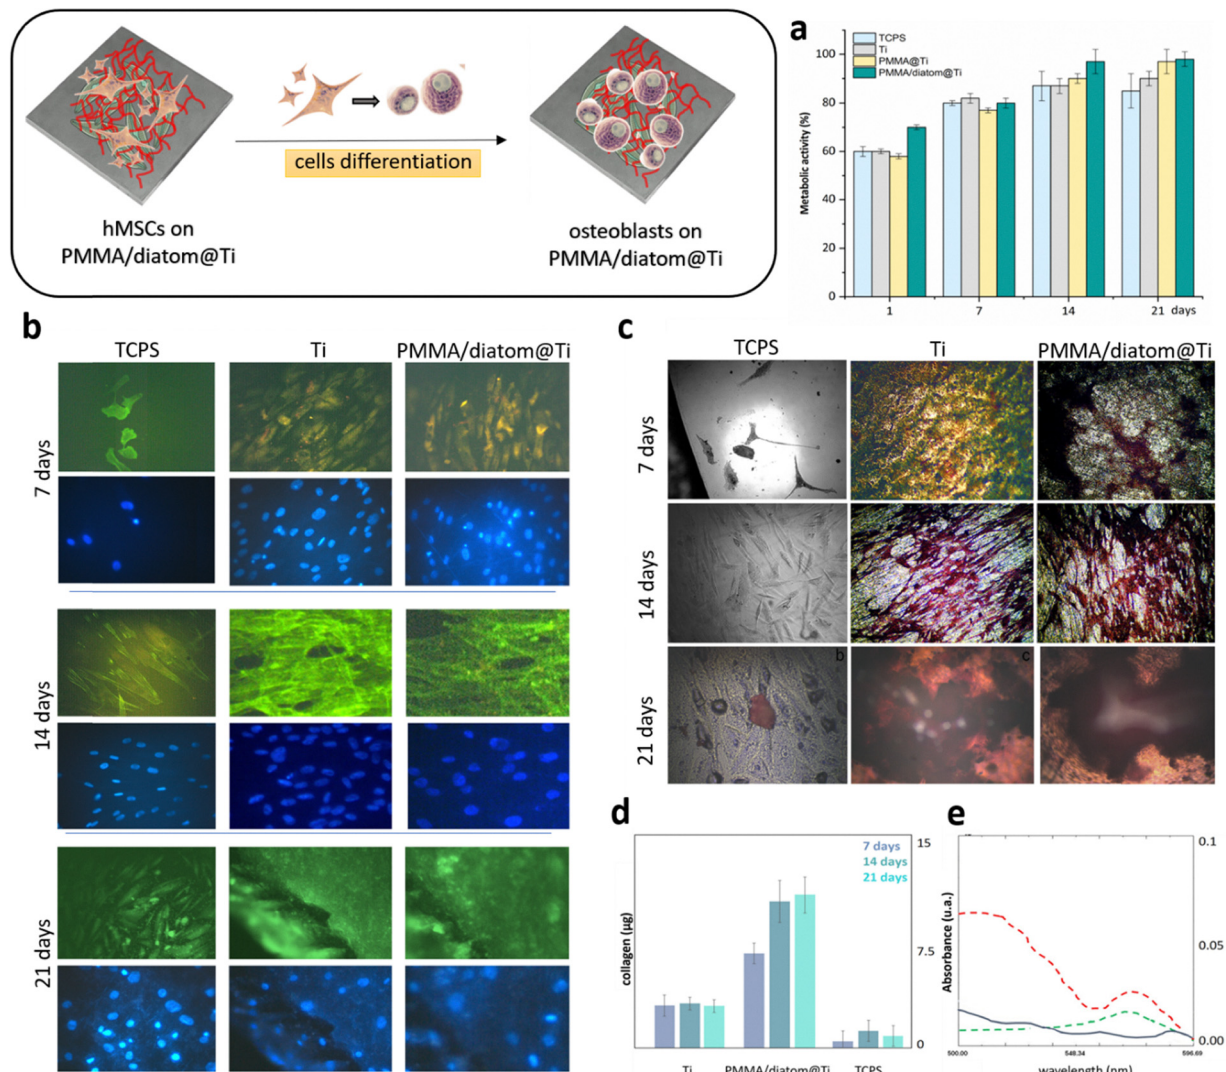 cells differentiation
hMSCs on
PMMA/diatom@Ti
osteoblasts on
PMMA/diatom@Ti
a
TCPS
Ti
PMMA@Ti
PMMA/diatom@Ti
Metabolic activity (%)
100
80
60
40
20
0
1 7 14 21 days
b
TCPS Ti PMMA/diatom@Ti
7 days
14 days
21 days
c
TCPS Ti PMMA/diatom@Ti
7 days
14 days
21 days
b
c
d
7 days
14 days
21 days
collagen (µg)
15
7.5
0
Ti PMMA/diatom@Ti TCPS
e
Absorbance (u.a.)
0.1
0.05
0.00
500.00 548.34 596.69
wavelength (nm)